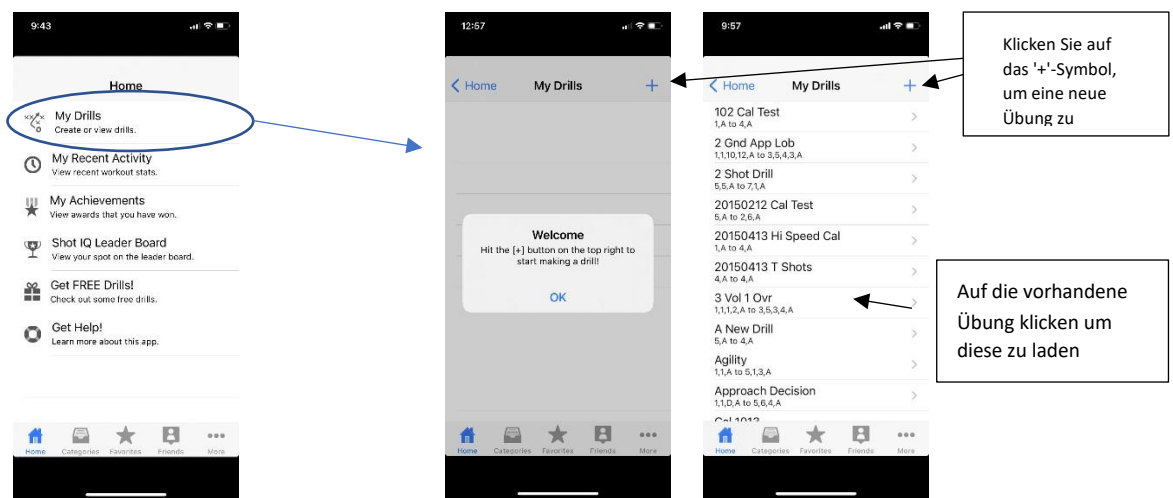 9:43
Home
My Drills
Create or view drills.
My Recent Activity
View recent workout stats.
My Achievements
View awards that you have won.
Shot IQ Leader Board
View your spot on the leader board.
Get FREE Drills!
Check out some free drills.
Get Help!
Learn more about this app.
Home Categories Favorites Friends More
12:57
Home My Drills +
Welcome
Hit the [+] button on the top right to
start making a drill!
OK
Home Categories Favorites Friends More
9:57
Home My Drills +
102 Cal Test
1,A to 4,A
2 Gnd App Lob
1,1,10,12,A to 3,5,4,3,A
2 Shot Drill
5,5,A to 7,1,A
20150212 Cal Test
5,A to 2,6,A
20150413 Hi Speed Cal
1,A to 4,A
20150413 T Shots
4,A to 4,A
3 Vol 1 Ovr
1,1,1,2,A to 3,5,3,4,A
A New Drill
5,A to 4,A
Agility
1,1,A to 5,1,3,A
Approach Decision
1,1,D,A to 5,6,4,A
Cal 1013
Home Categories Favorites Friends More
Klicken Sie auf
das '+'-Symbol,
um eine neue
Übung zu
Auf die vorhandene
Übung klicken um
diese zu laden